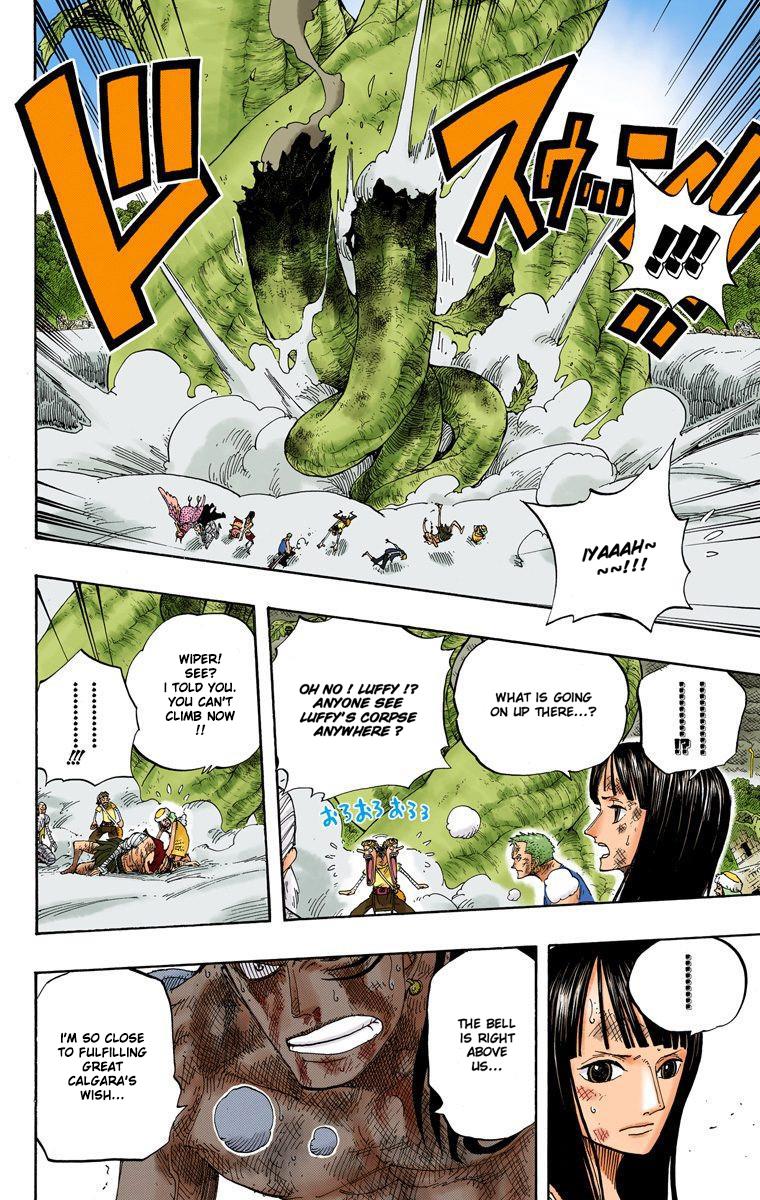 ドスゥ...ン...!!!
!!!
IYAAAH~
~~!!!
!?
WHAT IS GOING
ON UP THERE...?
OH NO! LUFFY!?
ANYONE SEE
LUFFY'S CORPSE
ANYWHERE?
おろおろおろろ
WIPER!
SEE?
I TOLD YOU.
YOU CAN'T
CLIMB NOW
!!
...........!!!
...........
THE BELL
IS RIGHT
ABOVE
US...
I'M SO CLOSE
TO FULFILLING
GREAT
CALGARA'S
WISH...